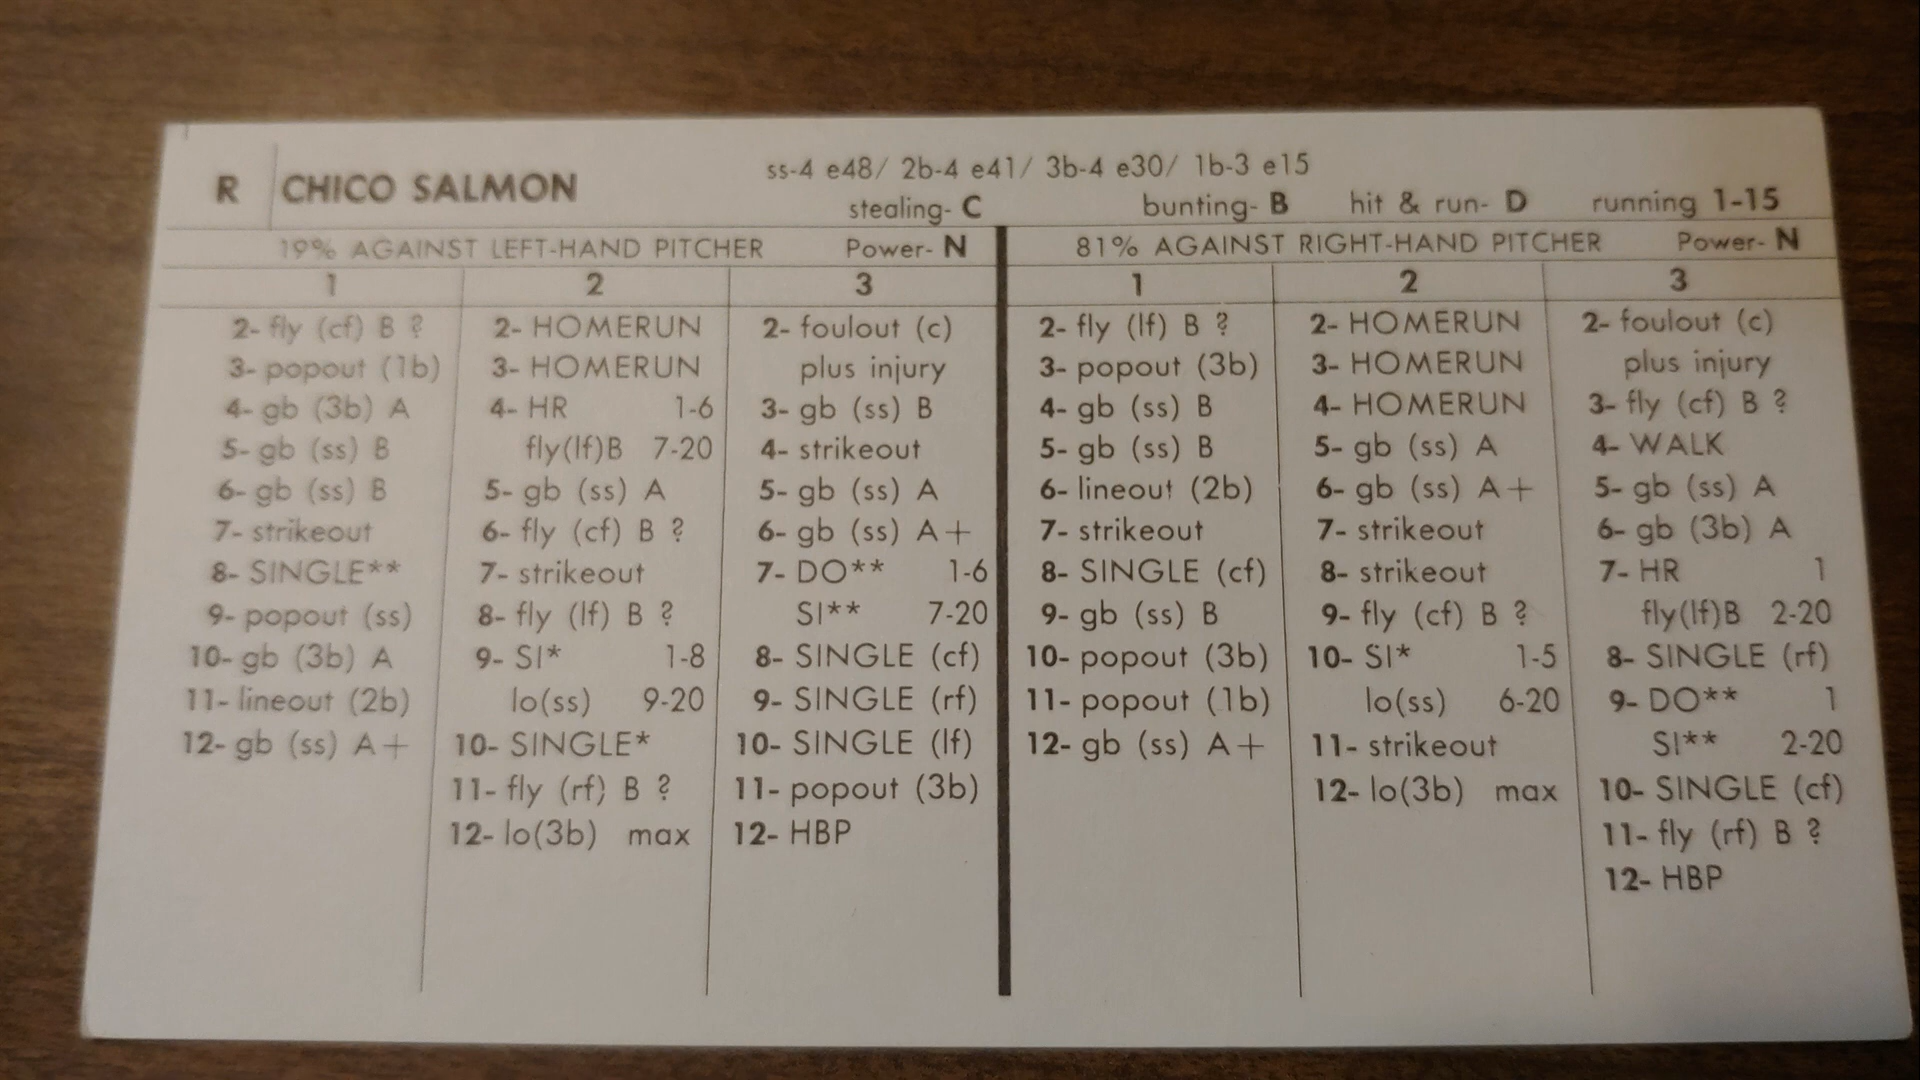 R CHICO SALMON
ss-4 e48/ 2b-4 e41/ 3b-4 e30/ 1b-3 e15
stealing- C bunting- B hit & run- D running 1-15
19% AGAINST LEFT-HAND PITCHER Power- N
1
2- fly (cf) B ?
3- popout (1b)
4- gb (3b) A
5- gb (ss) B
6- gb (ss) B
7- strikeout
8- SINGLE**
9- popout (ss)
10- gb (3b) A
11- lineout (2b)
12- gb (ss) A+
2
2- HOMERUN
3- HOMERUN
4- HR 1-6
fly(lf)B 7-20
5- gb (ss) A
6- fly (cf) B ?
7- strikeout
8- fly (lf) B ?
9- SI* 1-8
lo(ss) 9-20
10- SINGLE*
11- fly (rf) B ?
12- lo(3b) max
3
2- foulout (c)
plus injury
3- gb (ss) B
4- strikeout
5- gb (ss) A
6- gb (ss) A+
7- DO** 1-6
SI** 7-20
8- SINGLE (cf)
9- SINGLE (rf)
10- SINGLE (lf)
11- popout (3b)
12- HBP
81% AGAINST RIGHT-HAND PITCHER Power- N
1
2- fly (lf) B ?
3- popout (3b)
4- gb (ss) B
5- gb (ss) B
6- lineout (2b)
7- strikeout
8- SINGLE (cf)
9- gb (ss) B
10- popout (3b)
11- popout (1b)
12- gb (ss) A+
2
2- HOMERUN
3- HOMERUN
4- HOMERUN
5- gb (ss) A
6- gb (ss) A+
7- strikeout
8- strikeout
9- fly (cf) B ?
10- SI* 1-5
lo(ss) 6-20
11- strikeout
12- lo(3b) max
3
2- foulout (c)
plus injury
3- fly (cf) B ?
4- WALK
5- gb (ss) A
6- gb (3b) A
7- HR 1
fly(lf)B 2-20
8- SINGLE (rf)
9- DO** 1
SI** 2-20
10- SINGLE (cf)
11- fly (rf) B ?
12- HBP